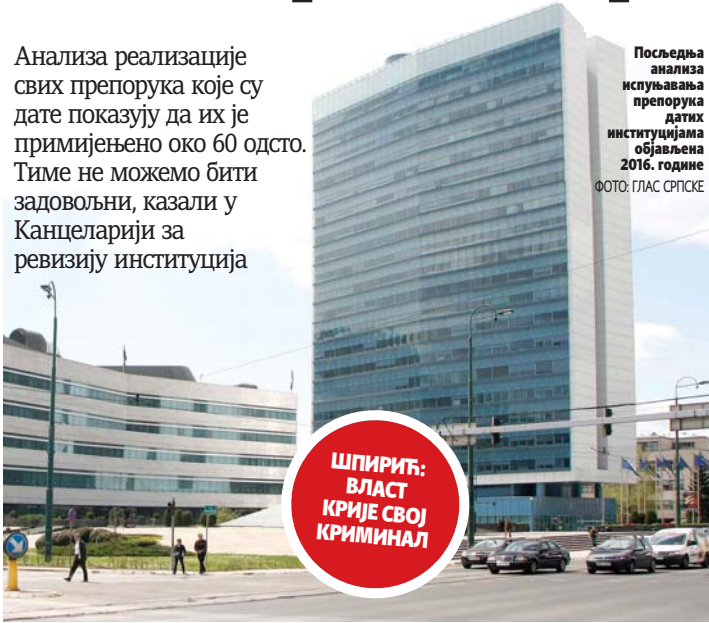 Анализа реализације
свих препорука које су
дате показују да их је
примијењено око 60 одсто.
Тиме не можемо бити
задовољни, казали у
Канцеларији за
ревизију институција
Посљедња
анализа
испуњавања
препорука
датих
институцијама
објављена
2016. године
ФОТО: ГЛАС СРПСКЕ
ШПИРИЋ:
ВЛАСТ
КРИЈЕ СВОЈ
КРИМИНАЛ